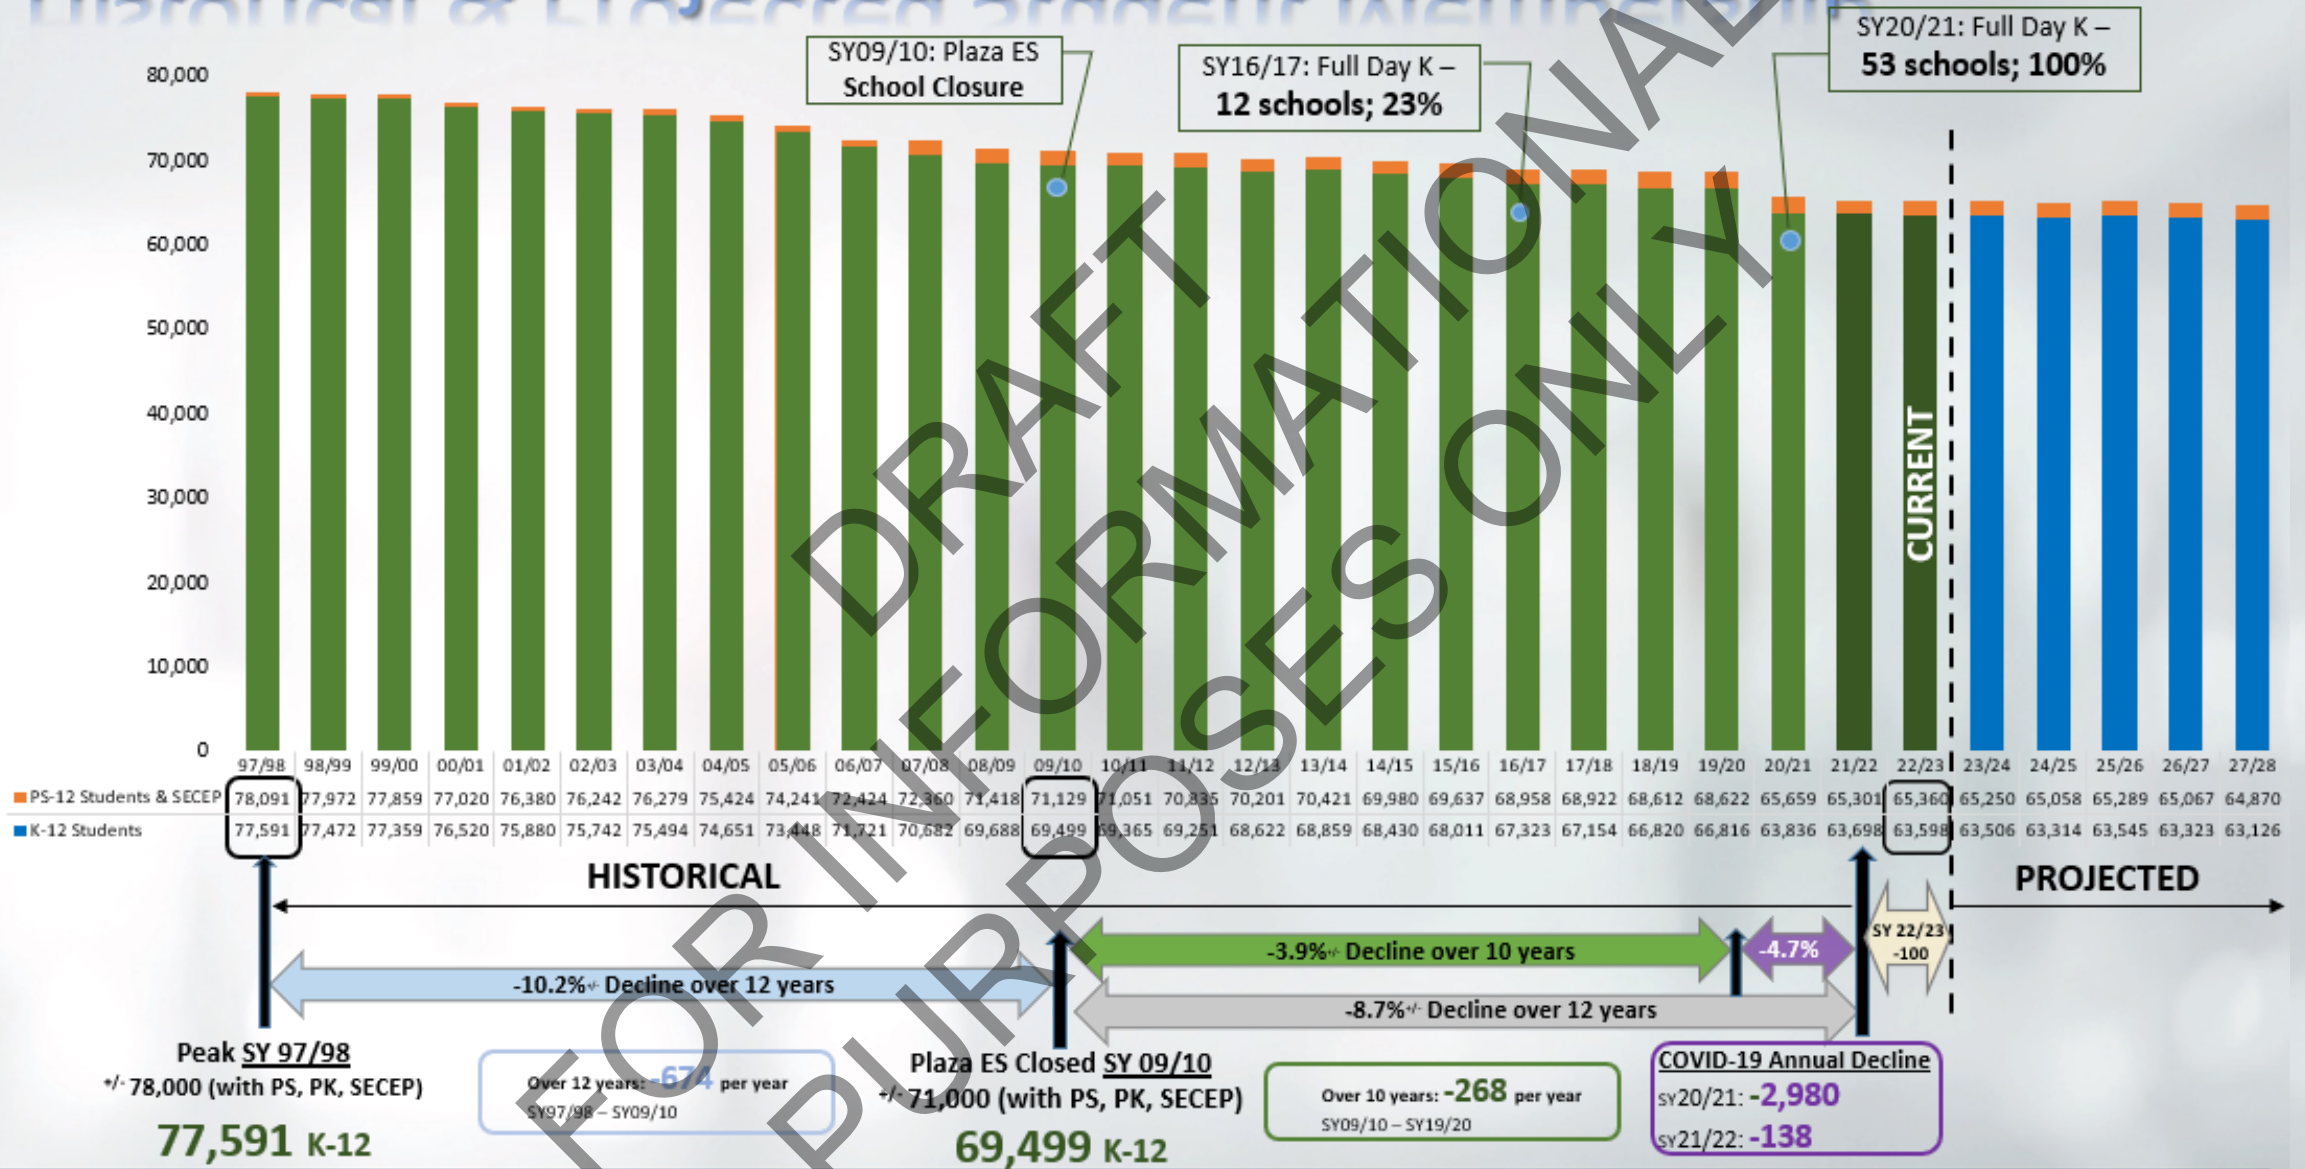 Historical & Projected Student Membership
SY09/10: Plaza ES
School Closure
SY16/17: Full Day K –
12 schools; 23%
SY20/21: Full Day K –
53 schools; 100%
80,000
70,000
60,000
50,000
40,000
30,000
20,000
10,000
0
CURRENT
DRAFT
FOR INFORMATIONAL
PURPOSES ONLY
97/98 98/99 99/00 00/01 01/02 02/03 03/04 04/05 05/06 06/07 07/08 08/09 09/10 10/11 11/12 12/13 13/14 14/15 15/16 16/17 17/18 18/19 19/20 20/21 21/22 22/23 23/24 24/25 25/26 26/27 27/28
PS-12 Students & SECEP 78,091 77,972 77,859 77,020 76,380 76,242 76,279 75,424 74,241 72,424 72,360 71,418 71,129 71,051 70,835 70,201 70,421 69,980 69,637 68,958 68,922 68,612 68,622 65,659 65,301 65,360 65,250 65,058 65,289 65,067 64,870
K-12 Students 77,591 77,472 77,359 76,520 75,880 75,742 75,494 74,651 73,448 71,721 70,682 69,688 69,499 69,365 69,251 68,622 68,859 68,430 68,011 67,323 67,154 66,820 66,816 63,836 63,698 63,598 63,506 63,314 63,545 63,323 63,126
HISTORICAL
PROJECTED
-10.2%+/- Decline over 12 years
-3.9%+/- Decline over 10 years
-4.7%
SY 22/23
-100
-8.7%+/- Decline over 12 years
Peak SY 97/98
+/- 78,000 (with PS, PK, SECEP)
77,591 K-12
Over 12 years: -674 per year
SY97/98 – SY09/10
Plaza ES Closed SY 09/10
+/- 71,000 (with PS, PK, SECEP)
69,499 K-12
Over 10 years: -268 per year
SY09/10 – SY19/20
COVID-19 Annual Decline
SY20/21: -2,980
SY21/22: -138